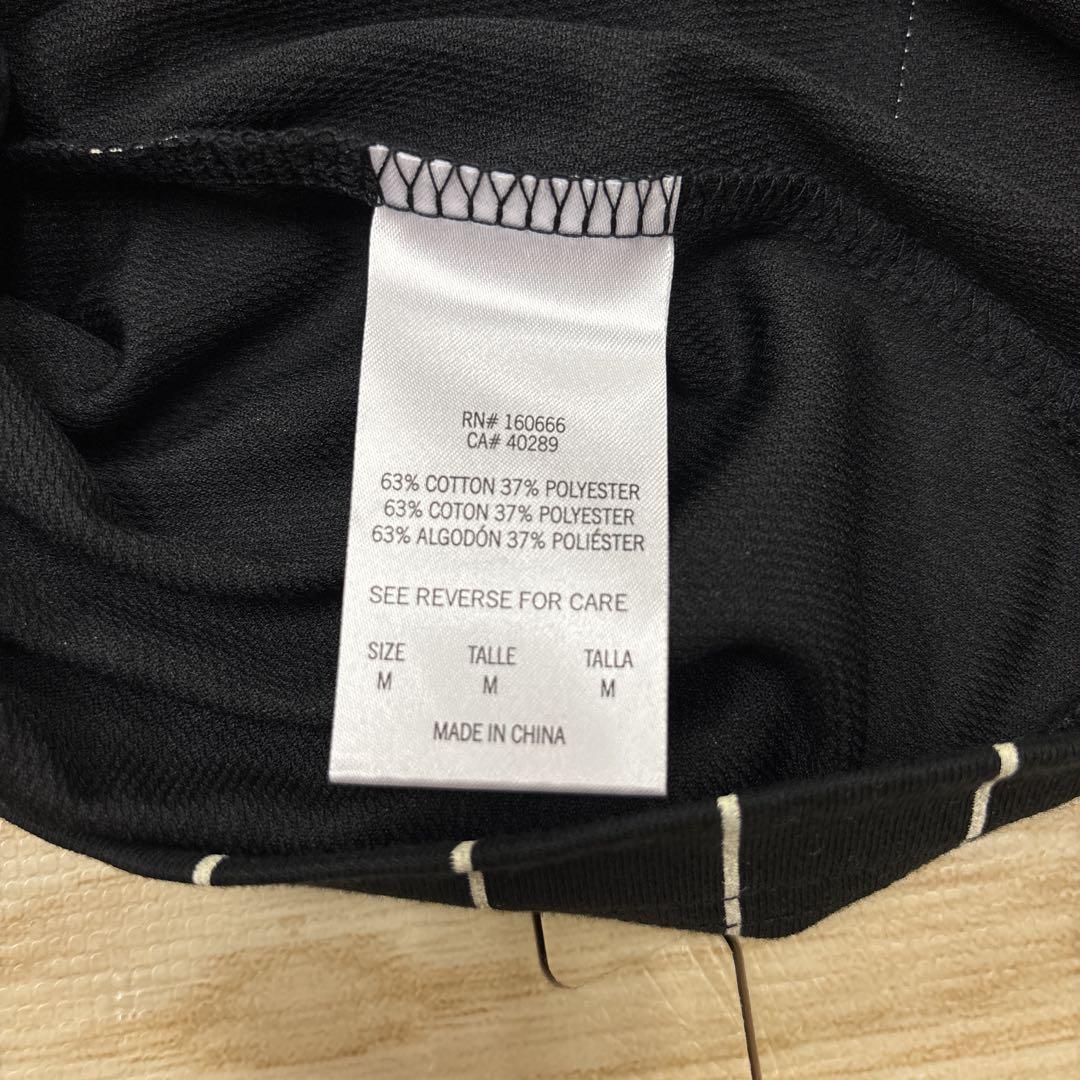 RN# 160666
CA# 40289
63% COTTON 37% POLYESTER
63% COTON 37% POLYESTER
63% ALGODÓN 37% POLIÉSTER
SEE REVERSE FOR CARE
SIZE TALLE TALLA
M M M
MADE IN CHINA